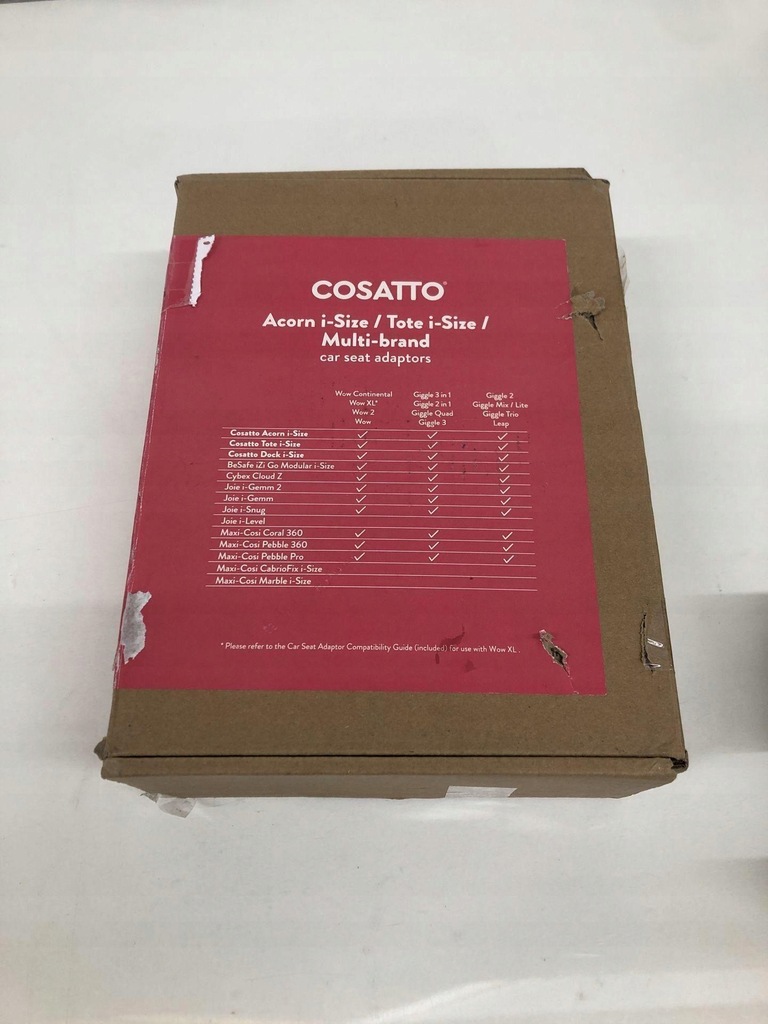 COSATTO
Acorn i-Size / Tote i-Size /
Multi-brand
car seat adaptors
Wow Continental Giggle 3 in 1 Giggle 2
Wow XL* Giggle 2 in 1 Giggle Mix / Lite
Wow 2 Giggle Quad Giggle Trio
Wow Giggle 3 Leap
Cosatto Acorn i-Size ✓ ✓ ✓
Cosatto Tote i-Size ✓ ✓ ✓
Cosatto Dock i-Size ✓ ✓ ✓
BeSafe iZi Go Modular i-Size ✓ ✓ ✓
Cybex Cloud Z ✓ ✓ ✓
Joie i-Gemm 2 ✓ ✓ ✓
Joie i-Gemm ✓ ✓ ✓
Joie i-Snug ✓ ✓ ✓
Joie i-Level
Maxi-Cosi Coral 360 ✓ ✓ ✓
Maxi-Cosi Pebble 360 ✓ ✓ ✓
Maxi-Cosi Pebble Pro ✓ ✓ ✓
Maxi-Cosi CabrioFix i-Size
Maxi-Cosi Marble i-Size
* Please refer to the Car Seat Adaptor Compatibility Guide (included) for use with Wow XL .